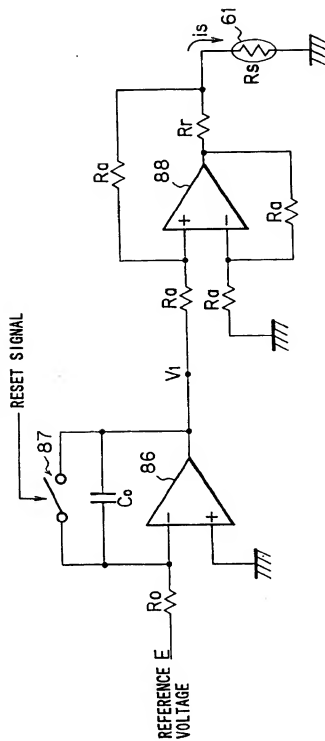 RESET SIGNAL
87
Co
REFERENCE E
VOLTAGE
Ro
86
−
+
V1
Ra
Ra
Ra
Ra
88
+
−
Rr
is
61
Rs